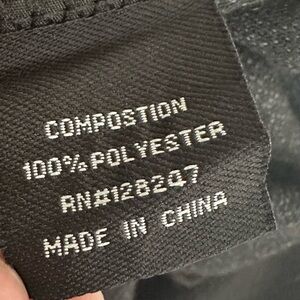 COMPOSTION
100% POLYESTER
RN#128247
MADE IN CHINA